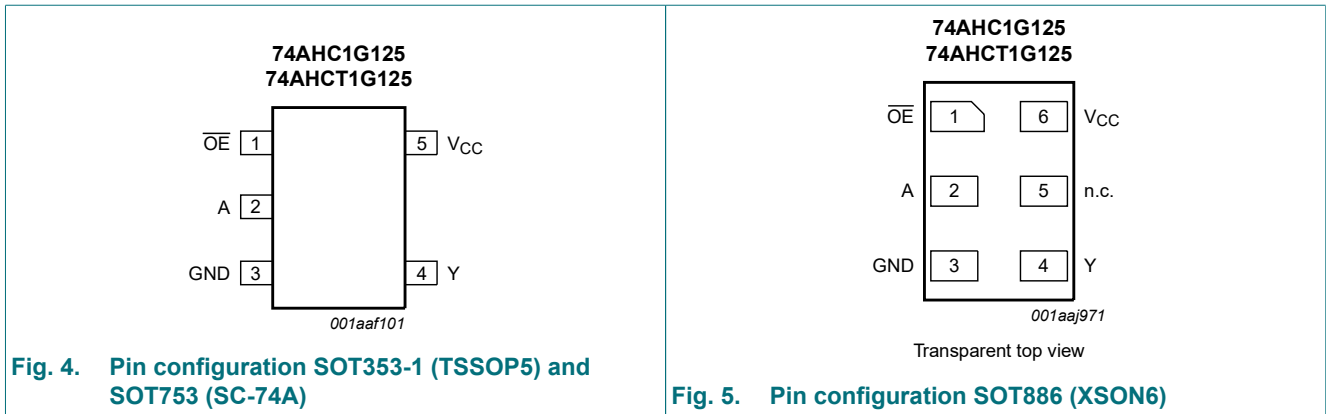 74AHC1G125
74AHCT1G125
OE 1
5 VCC
A 2
GND 3
4 Y
001aaf101
Fig. 4. Pin configuration SOT353-1 (TSSOP5) and
SOT753 (SC-74A)
74AHC1G125
74AHCT1G125
OE 1 6 VCC
A 2 5 n.c.
GND 3 4 Y
001aaj971
Transparent top view
Fig. 5. Pin configuration SOT886 (XSON6)